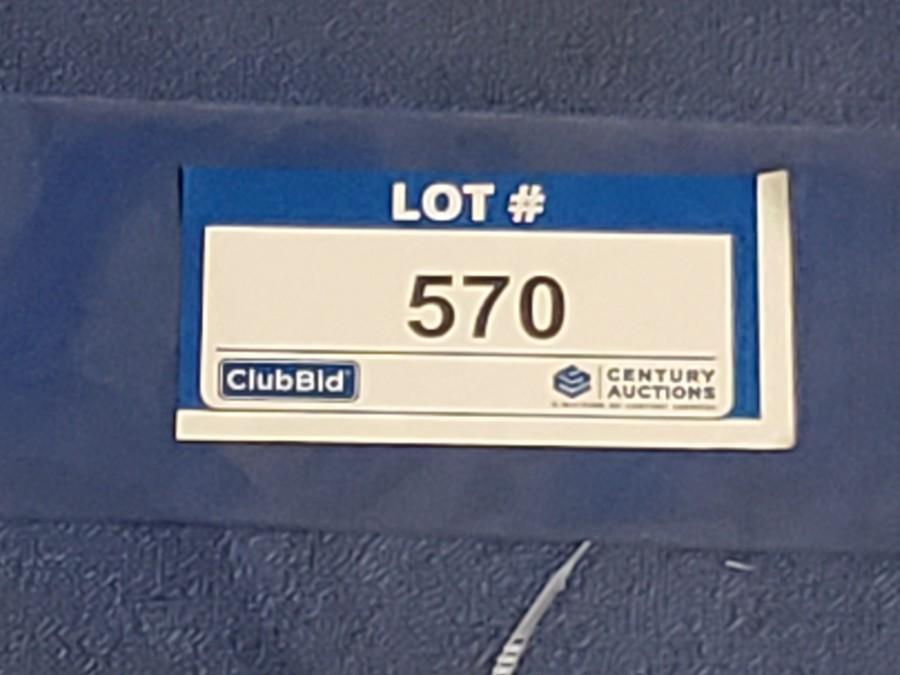 LOT #
570
ClubBid
CENTURY
AUCTIONS